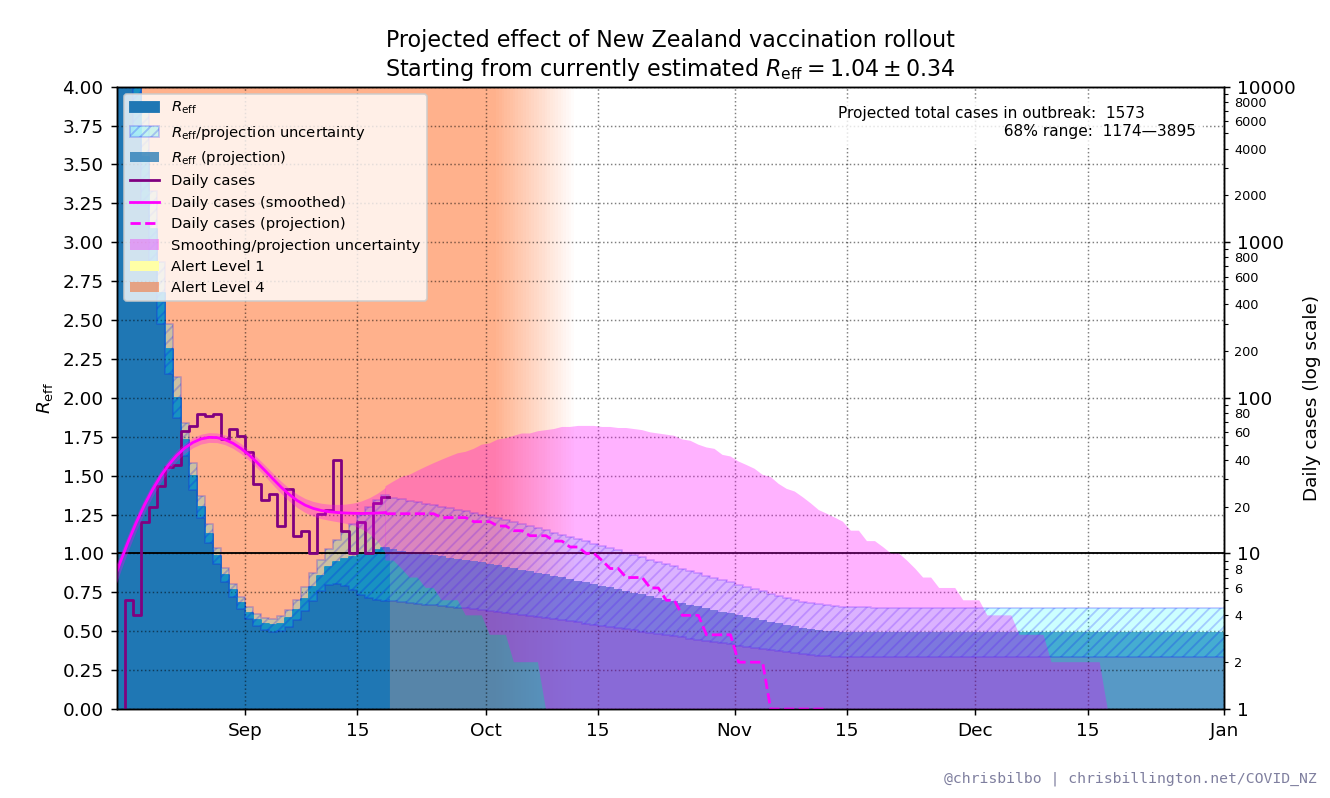 Projected effect of New Zealand vaccination rollout
Starting from currently estimated Reff = 1.04 ± 0.34
Projected total cases in outbreak: 1573
68% range: 1174—3895
Reff
Reff/projection uncertainty
Reff (projection)
Daily cases
Daily cases (smoothed)
Daily cases (projection)
Smoothing/projection uncertainty
Alert Level 1
Alert Level 4
Reff
4.00
3.75
3.50
3.25
3.00
2.75
2.50
2.25
2.00
1.75
1.50
1.25
1.00
0.75
0.50
0.25
0.00
10000
8000
6000
4000
2000
1000
800
600
400
200
100
80
60
40
20
10
8
6
4
2
1
Daily cases (log scale)
Sep 15 Oct 15 Nov 15 Dec 15 Jan
@chrisbilbo | chrisbillington.net/COVID_NZ